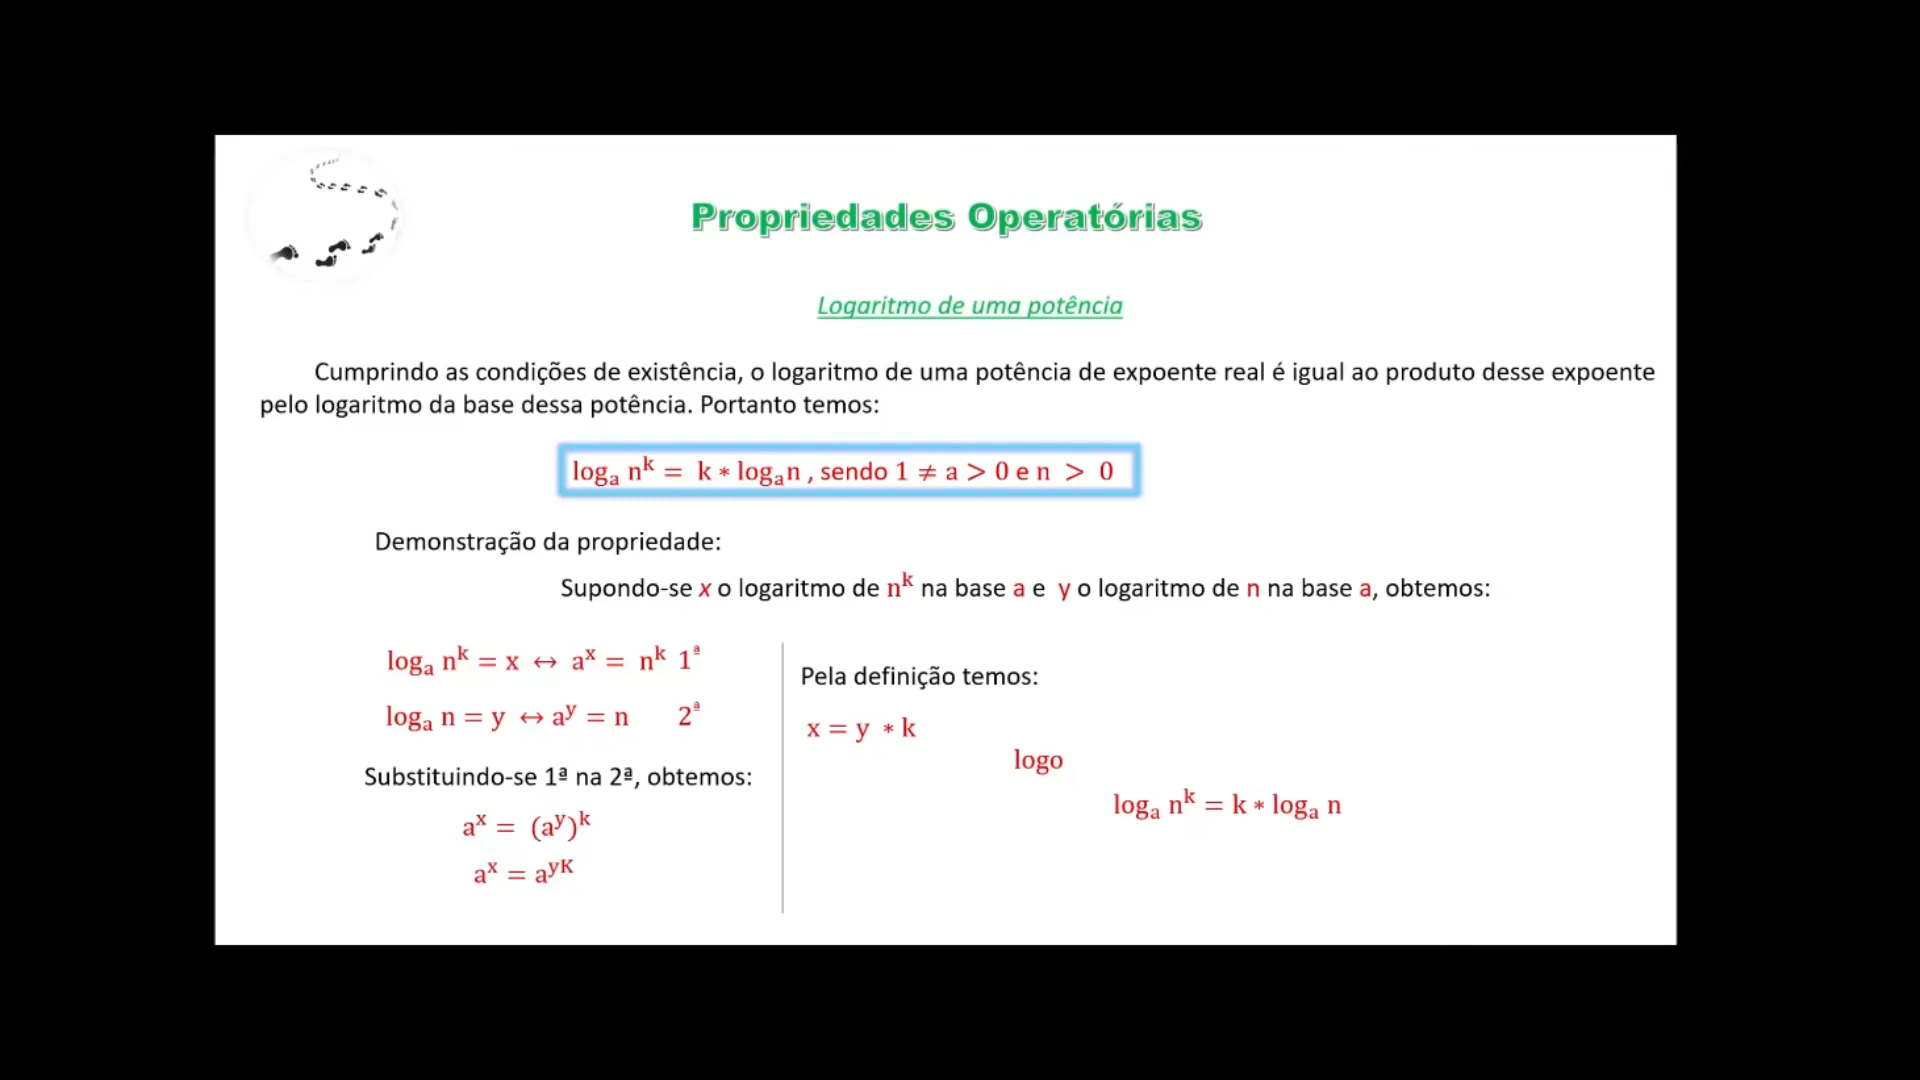 Propriedades Operatórias
Logaritmo de uma potência
Cumprindo as condições de existência, o logaritmo de uma potência de expoente real é igual ao produto desse expoente
pelo logaritmo da base dessa potência. Portanto temos:
logₐ nᵏ = k * logₐn , sendo 1 ≠ a > 0 e n > 0
Demonstração da propriedade:
Supondo-se x o logaritmo de nᵏ na base a e y o logaritmo de n na base a, obtemos:
logₐ nᵏ = x ↔ aˣ = nᵏ 1ª
logₐ n = y ↔ aʸ = n 2ª
Substituindo-se 1ª na 2ª, obtemos:
aˣ = (aʸ)ᵏ
aˣ = aʸᴷ
Pela definição temos:
x = y * k
logo
logₐ nᵏ = k * logₐ n